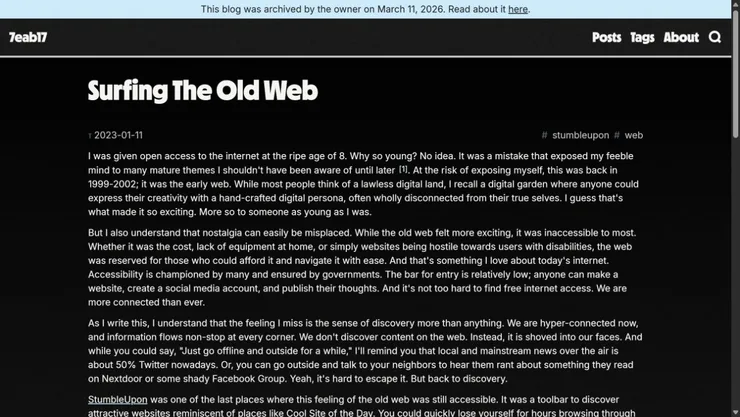 This blog was archived by the owner on March 11, 2026. Read about it here.
7eab17
Posts Tags About
Surfing The Old Web
2023-01-11
# stumbleupon # web
I was given open access to the internet at the ripe age of 8. Why so young? No idea. It was a mistake that exposed my feeble
mind to many mature themes I shouldn't have been aware of until later [1]. At the risk of exposing myself, this was back in
1999-2002; it was the early web. While most people think of a lawless digital land, I recall a digital garden where anyone could
express their creativity with a hand-crafted digital persona, often wholly disconnected from their true selves. I guess that's
what made it so exciting. More so to someone as young as I was.
But I also understand that nostalgia can easily be misplaced. While the old web felt more exciting, it was inaccessible to most.
Whether it was the cost, lack of equipment at home, or simply websites being hostile towards users with disabilities, the web
was reserved for those who could afford it and navigate it with ease. And that's something I love about today's internet.
Accessibility is championed by many and ensured by governments. The bar for entry is relatively low; anyone can make a
website, create a social media account, and publish their thoughts. And it's not too hard to find free internet access. We are
more connected than ever.
As I write this, I understand that the feeling I miss is the sense of discovery more than anything. We are hyper-connected now,
and information flows non-stop at every corner. We don't discover content on the web. Instead, it is shoved into our faces. And
while you could say, "Just go offline and outside for a while," I'll remind you that local and mainstream news over the air is
about 50% Twitter nowadays. Or, you can go outside and talk to your neighbors to hear them rant about something they read
on Nextdoor or some shady Facebook Group. Yeah, it's hard to escape it. But back to discovery.
StumbleUpon was one of the last places where this feeling of the old web was still accessible. It was a toolbar to discover
attractive websites reminiscent of places like Cool Site of the Day. You could quickly lose yourself for hours browsing through